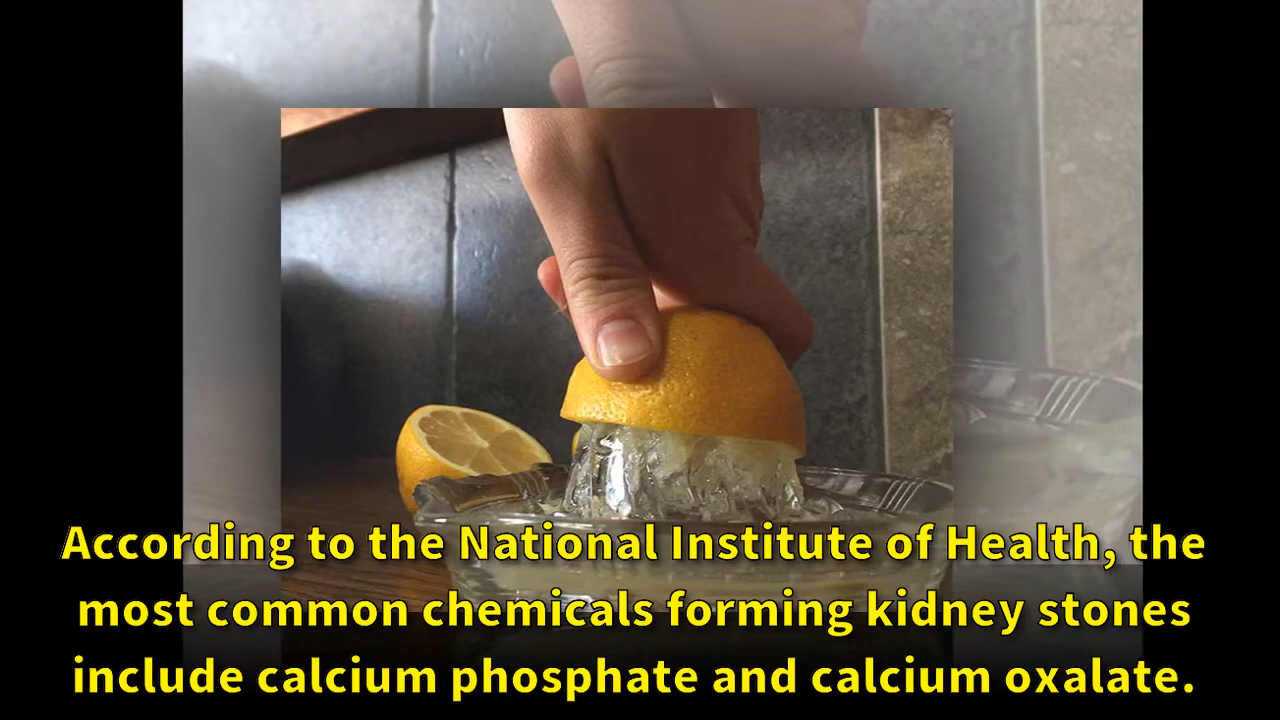 According to the National Institute of Health, the
most common chemicals forming kidney stones
include calcium phosphate and calcium oxalate.